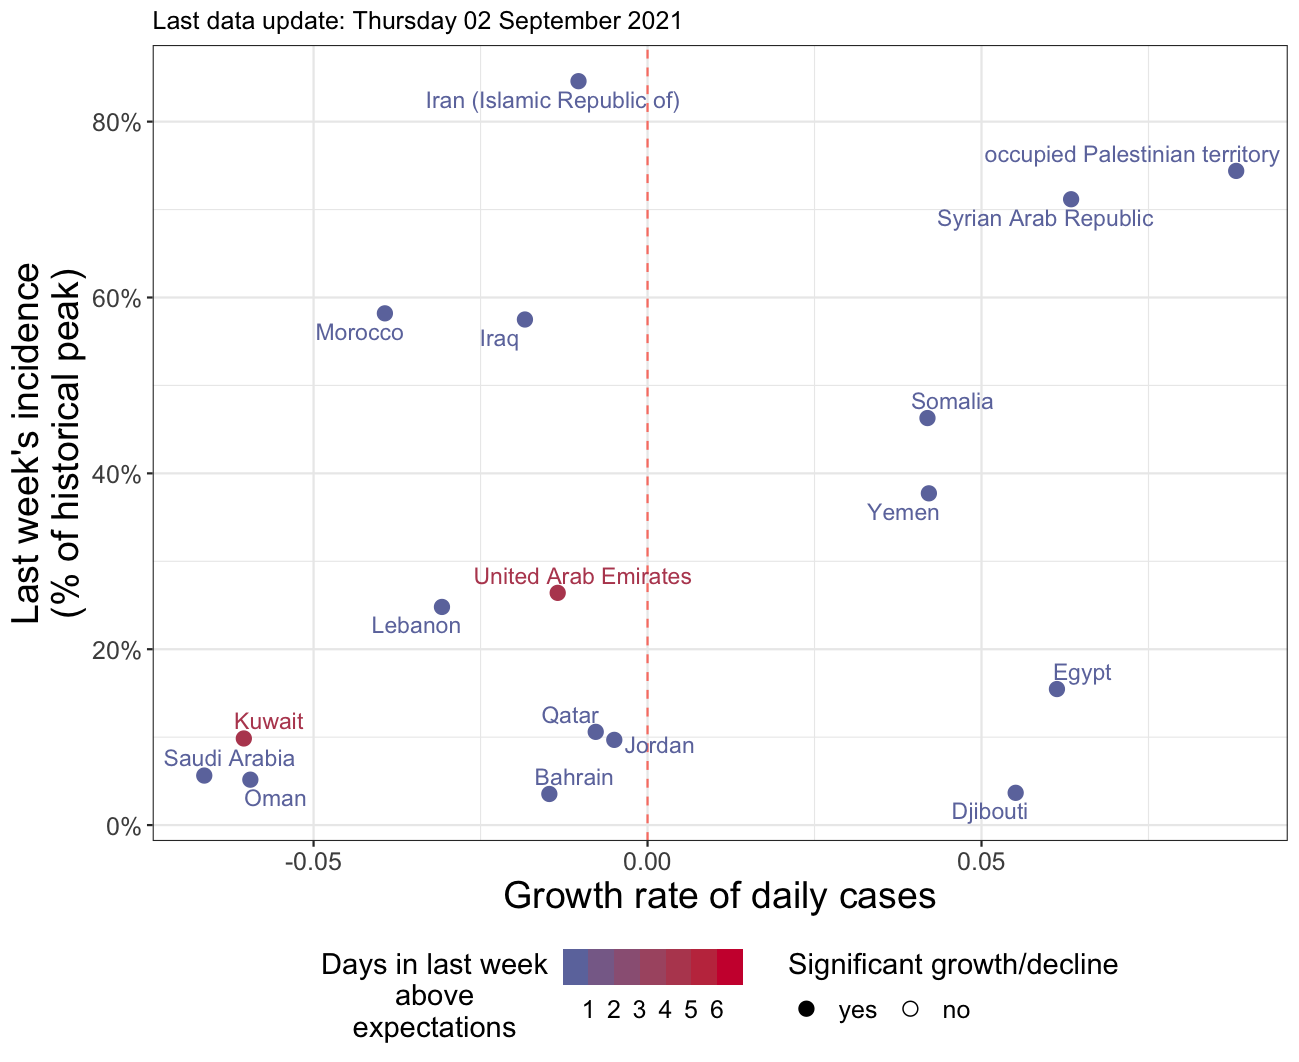 Last data update: Thursday 02 September 2021
Last week's incidence
(% of historical peak)
80%
60%
40%
20%
0%
Iran (Islamic Republic of)
occupied Palestinian territory
Syrian Arab Republic
Morocco
Iraq
Somalia
Yemen
United Arab Emirates
Lebanon
Egypt
Qatar
Kuwait
Jordan
Saudi Arabia
Bahrain
Oman
Djibouti
-0.05 0.00 0.05
Growth rate of daily cases
Days in last week
above
expectations
1 2 3 4 5 6
Significant growth/decline
yes no